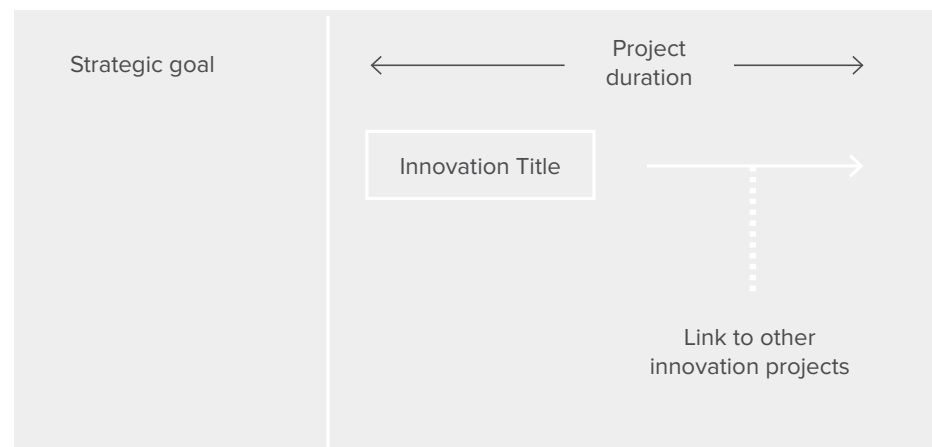 Strategic goal
Project
duration
Innovation Title
Link to other
innovation projects